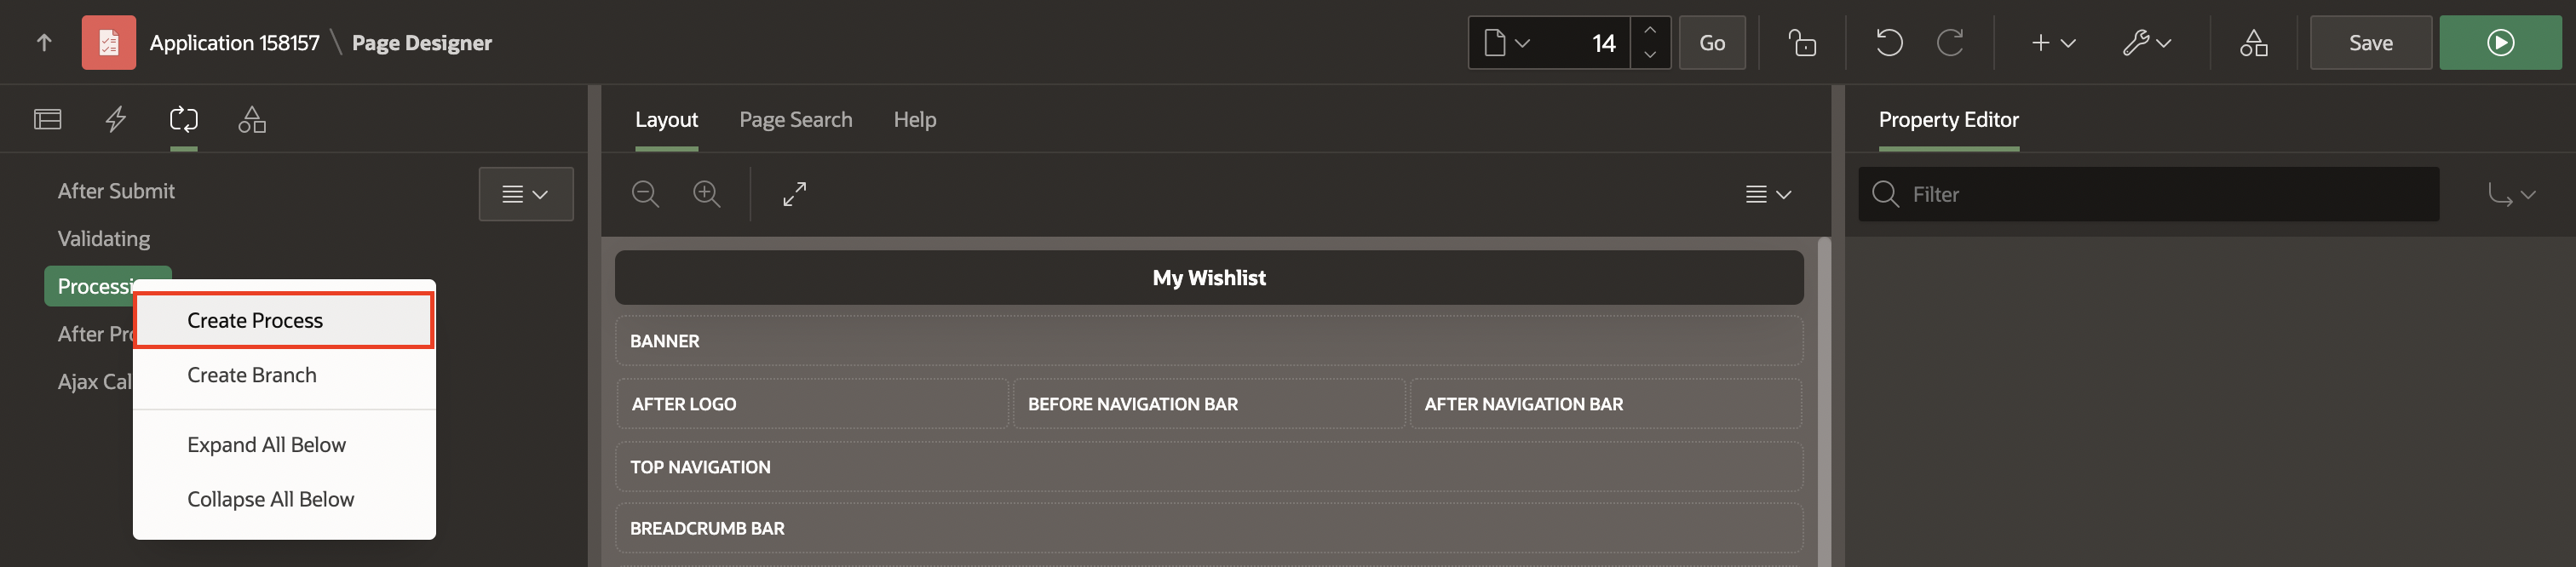 Application 158157 \ Page Designer
14
Go
Save
Layout
Page Search
Help
Property Editor
After Submit
Filter
Validating
Processi
My Wishlist
Create Process
After Pro
BANNER
Create Branch
Ajax Cal
AFTER LOGO
BEFORE NAVIGATION BAR
AFTER NAVIGATION BAR
Expand All Below
TOP NAVIGATION
Collapse All Below
BREADCRUMB BAR